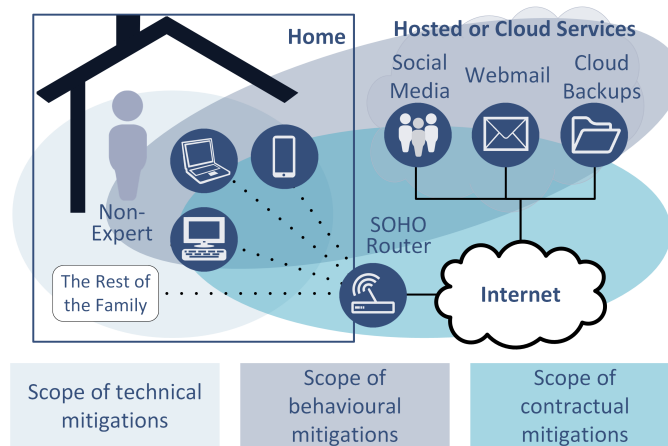 Home
Hosted or Cloud Services
Social
Media
Webmail
Cloud
Backups
Non-
Expert
SOHO
Router
The Rest of
the Family
Internet
Scope of technical
mitigations
Scope of
behavioural
mitigations
Scope of
contractual
mitigations